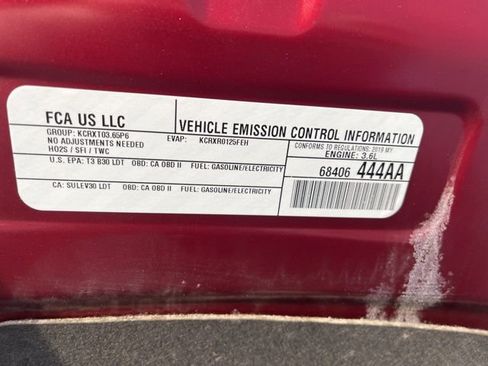 FCA US LLC
VEHICLE EMISSION CONTROL INFORMATION
GROUP: KCRXT03.65P6
EVAP: KCRXR0125FEH
CONFORMS TO REGULATIONS: 2019 MY
NO ADJUSTMENTS NEEDED
ENGINE: 3.6L
HO2S / SFI / TWC
U.S. EPA: T3 B30 LDT OBD: CA OBD II FUEL: GASOLINE/ELECTRICITY
68406 444AA
CA: SULEV30 LDT OBD: CA OBD II FUEL: GASOLINE/ELECTRICITY